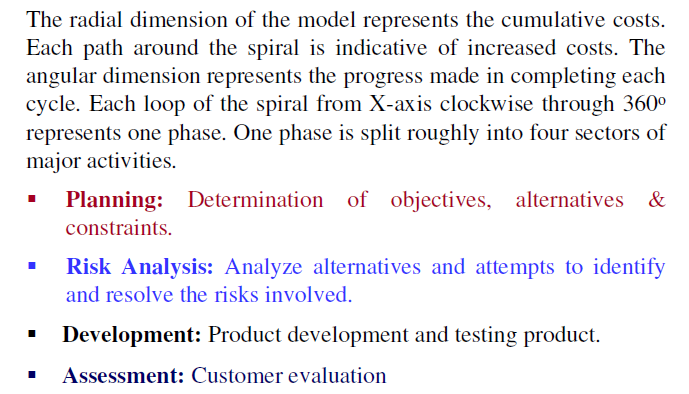 The radial dimension of the model represents the cumulative costs.
Each path around the spiral is indicative of increased costs. The
angular dimension represents the progress made in completing each
cycle. Each loop of the spiral from X-axis clockwise through 360º
represents one phase. One phase is split roughly into four sectors of
major activities.
▪ Planning: Determination of objectives, alternatives &
constraints.
▪ Risk Analysis: Analyze alternatives and attempts to identify
and resolve the risks involved.
▪ Development: Product development and testing product.
▪ Assessment: Customer evaluation